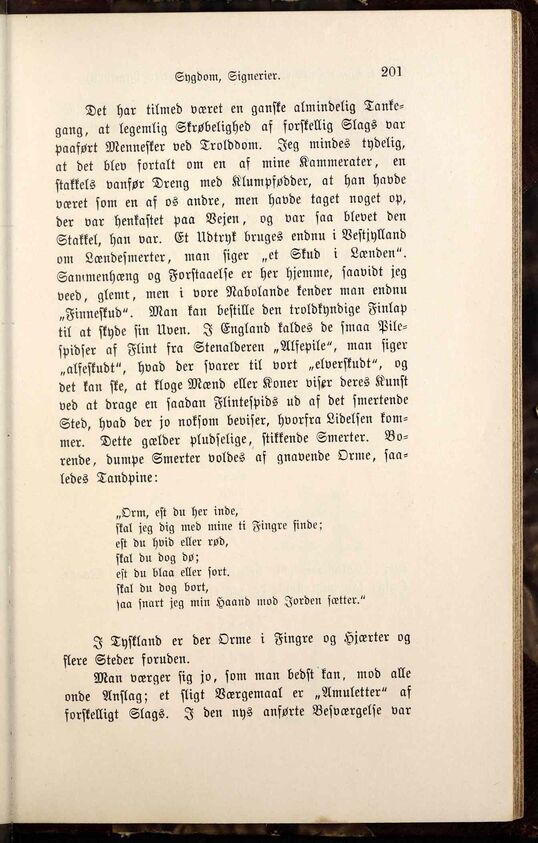 Sygdom, Signerier. 201
Det har tilmed været en ganske almindelig Tanke-
gang, at legemlig Skrøbelighed af forskellig Slags var
paaført Mennesker ved Trolddom. Jeg mindes tydelig,
at det blev fortalt om en af mine Kammerater, en
stakkels vanfør Dreng med Klumpfødder, at han havde
været som en af os andre, men havde taget noget op,
der var henkastet paa Vejen, og var saa blevet den
Stakkel, han var. Et Udtryk bruges endnu i Vestjylland
om Lændesmerter, man siger „et Skud i Lænden“.
Sammenhæng og Forstaaelse er her hjemme, saavidt jeg
veed, glemt, men i vore Nabolande kender man endnu
„Finneskud“. Man kan bestille den troldkyndige Finlap
til at skyde sin Uven. I England kaldes de smaa Pile-
spidser af Flint fra Stenalderen „Alfepile“, man siger
„alfeskudt“, hvad der svarer til vort „elverskudt“, og
det kan ske, at kloge Mænd eller Koner viser deres Kunst
ved at drage en saadan Flintespids ud af det smertende
Sted, hvad der jo noksom beviser, hvorfra Lidelsen kom-
mer. Dette gælder pludselige, stikkende Smerter. Bo-
rende, dumpe Smerter voldes af gnavende Orme, saa-
ledes Tandpine:
„Orm, est du her inde,
skal jeg dig med mine ti Fingre finde;
est du hvid eller rød,
skal du dog dø;
est du blaa eller sort.
skal du dog bort,
saa snart jeg min Haand mod Jorden sætter.“
I Tyskland er der Orme i Fingre og Hjærter og
flere Steder foruden.
Man værger sig jo, som man bedst kan, mod alle
onde Anslag; et sligt Værgemaal er „Amuletter“ af
forskelligt Slags. I den nys anførte Besværgelse var